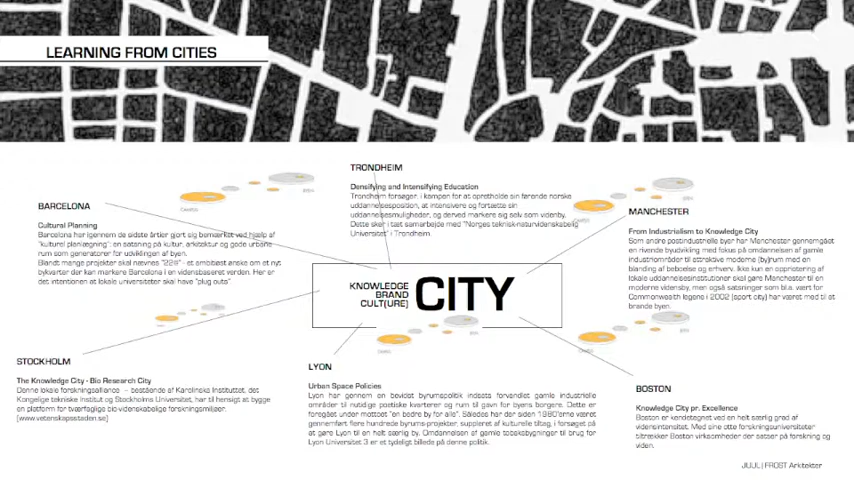 LEARNING FROM CITIES
TRONDHEIM
Densifying and Intensifying Education
Trondheim forsøger, i kampen for at opretholde sin førende norske
uddannelsesposition, at intensivere og fortætte sin
uddannelsesmuligheder, og derved markere sig selv som videnby.
Dette sker i tæt samarbejde med "Norges teknisk-naturvidenskabelig
Universitet" i Trondheim.
BARCELONA
Cultural Planning
Barcelona har igennem de sidste årtier gjort sig bemærket ved hjælp af
"kulturel planlægning": en satsning på kultur, arkitektur og gode urbane
rum som generatorer for udviklingen af byen.
Blandt mange projekter skal nævnes "22@" - et ambitiøst ønske om et nyt
bykvarter der kan markere Barcelona i en vidensbaseret verden. Her er
det intentionen at lokale universiteter skal have "plug outs".
MANCHESTER
From Industrialism to Knowledge City
Som andre postindustrielle byer har Manchester gennemgået
en rivende byudvikling med fokus på omdannelsen af gamle
industriområder til attraktive moderne (by)rum med en
blanding af beboelse og erhverv. Ikke kun en opprioritering af
lokale uddannelsesinstitutioner skal gøre Manchester til en
moderne vidensby, men også satsninger som bl.a. vært for
Commonwealth legene i 2002 (sport city) har været med til at
brande byen.
KNOWLEDGE
BRAND
CULT(URE)
CITY
STOCKHOLM
The Knowledge City - Bio Research City
Denne lokale forskningsalliance – bestående af Karolinska Instituttet, det
Kongelige tekniske Institut og Stockholms Universitet, har til hensigt at bygge
en platform for tværfaglige bio-videnskabelige forskningsmiljøer.
(www.vetenskapsstaden.se)
LYON
Urban Space Policies
Lyon har gennem en bevidst byrumspolitik indsats forvandlet gamle industrielle
områder til nutidige poetiske kvarterer og rum til gavn for byens borgere. Dette er
foregået under mottoet "en bedre by for alle". Således har der siden 1980'erne været
gennemført flere hundrede byrums-projekter, suppleret af kulturelle tiltag, i forsøget på
at gøre Lyon til en helt særlig by. Omdannelsen af gamle tobaksbygninger til brug for
Lyon Universitet 3 er et tydeligt billede på denne politik.
BOSTON
Knowledge City pr. Excellence
Boston er kendetegnet ved en helt særlig grad af
vidensintensitet. Med sine otte forskningsuniversiteter
tiltrækker Boston virksomheder der satser på forskning og
viden.
JUUL | FROST Arkitekter